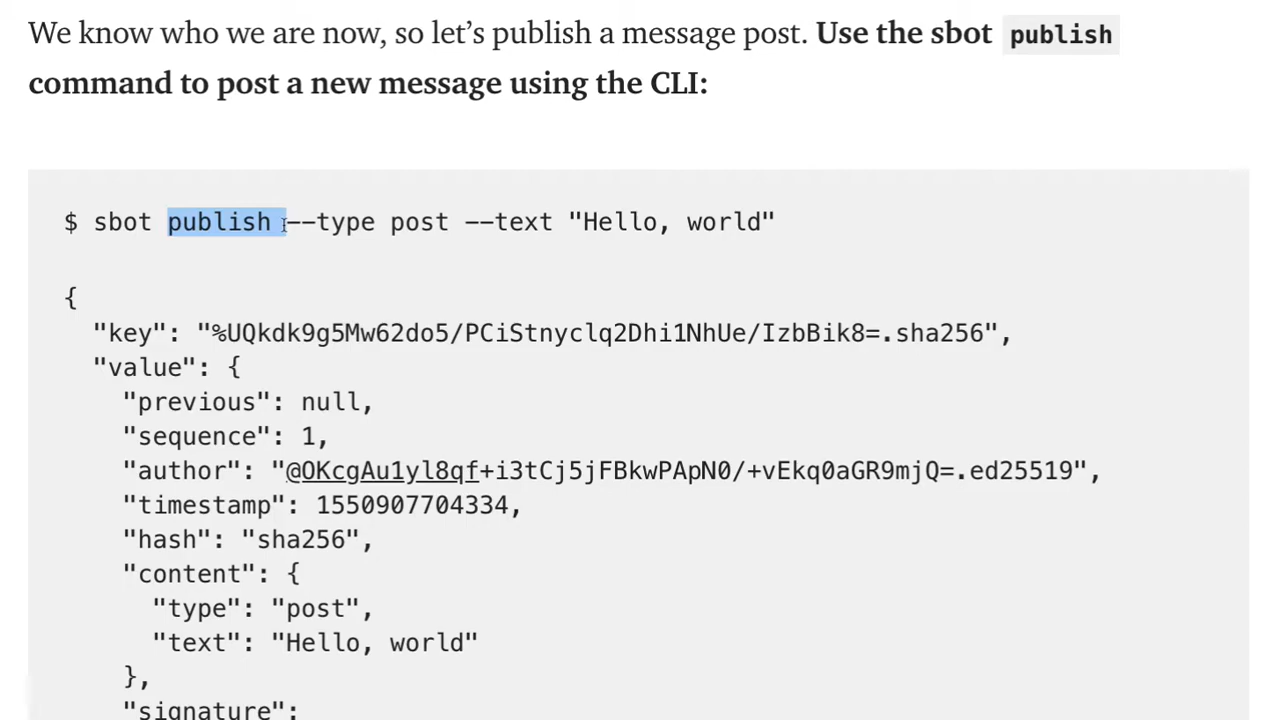 We know who we are now, so let’s publish a message post. Use the sbot publish
command to post a new message using the CLI:
$ sbot publish --type post --text "Hello, world"
{
"key": "%UQkdk9g5Mw62do5/PCiStnyclq2Dhi1NhUe/IzbBik8=.sha256",
"value": {
"previous": null,
"sequence": 1,
"author": "@OKcgAu1yl8qf+i3tCj5jFBkwPApN0/+vEkq0aGR9mjQ=.ed25519",
"timestamp": 1550907704334,
"hash": "sha256",
"content": {
"type": "post",
"text": "Hello, world"
},
"signature":